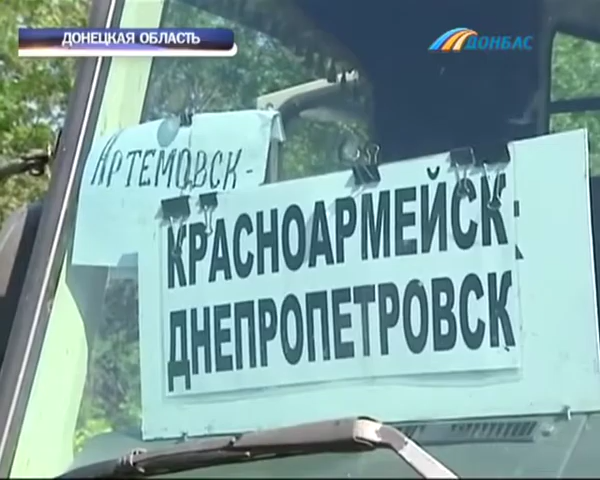 ДОНЕЦКАЯ ОБЛАСТЬ
ДОНБАС
АРТЕМОВСК-
КРАСНОАРМЕЙСК-
ДНЕПРОПЕТРОВСК